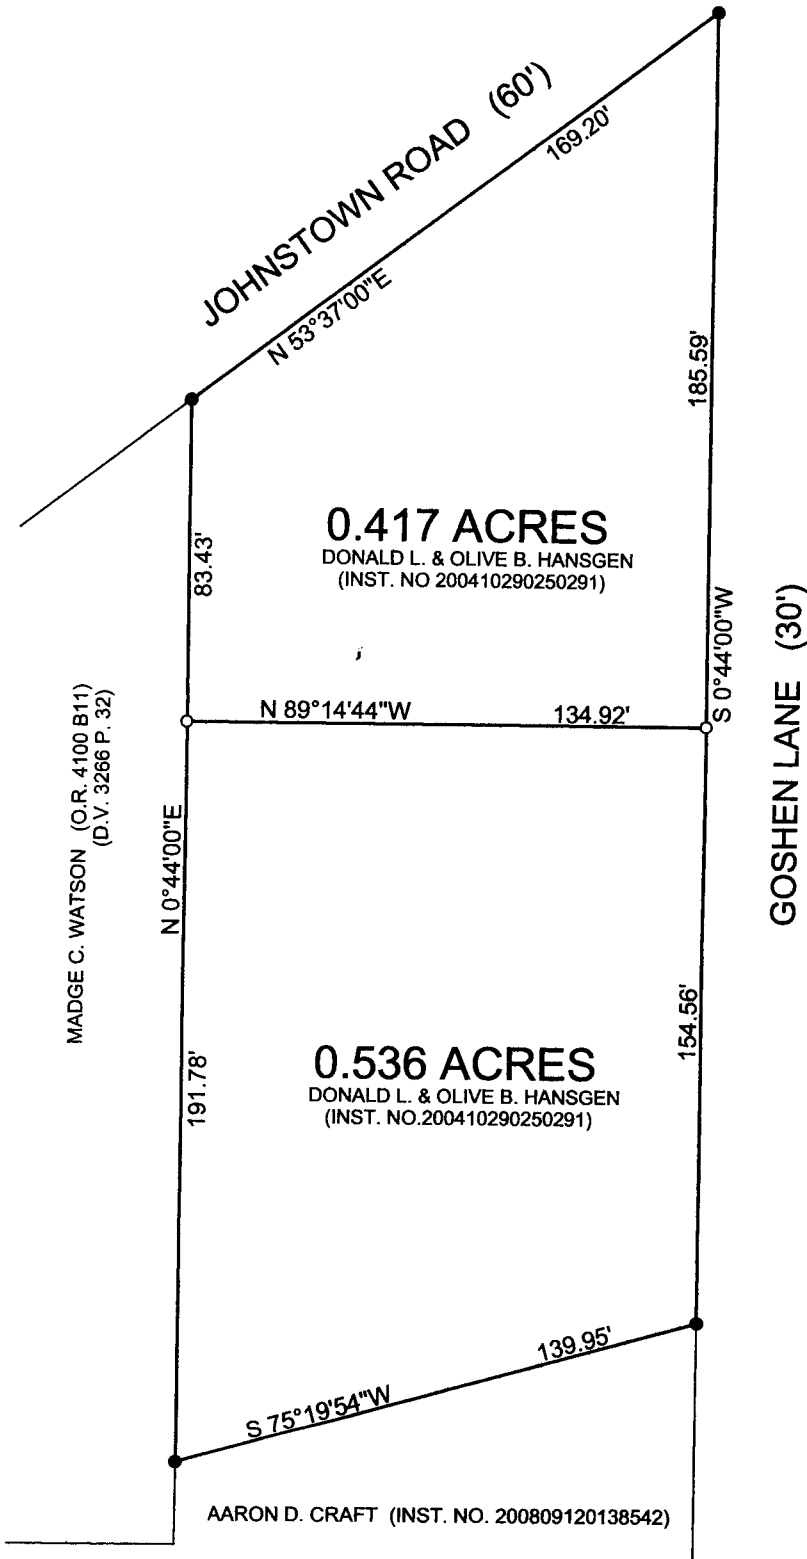 JOHNSTOWN ROAD (60')
169.20'
N 53°37'00"E
185.59'
83.43'
0.417 ACRES
DONALD L. & OLIVE B. HANSGEN
(INST. NO 200410290250291)
S 0°44'00"W
GOSHEN LANE (30')
N 89°14'44"W 134.92'
MADGE C. WATSON (O.R. 4100 B11)
(D.V. 3266 P. 32)
N 0°44'00"E
154.56'
191.78'
0.536 ACRES
DONALD L. & OLIVE B. HANSGEN
(INST. NO.200410290250291)
139.95'
S 75°19'54"W
AARON D. CRAFT (INST. NO. 200809120138542)